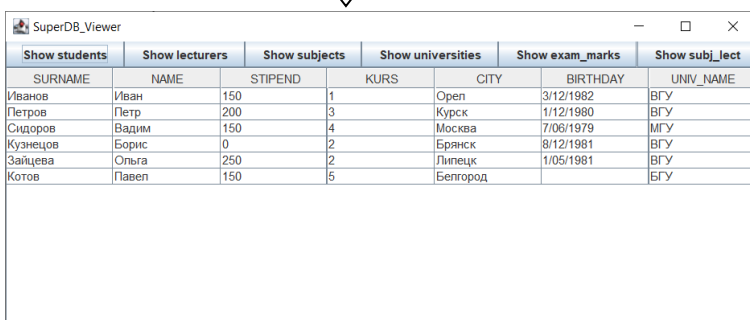 SuperDB_Viewer
Show students Show lecturers Show subjects Show universities Show exam_marks Show subj_lect
SURNAME NAME STIPEND KURS CITY BIRTHDAY UNIV_NAME
Иванов Иван 150 1 Орел 3/12/1982 ВГУ
Петров Петр 200 3 Курск 1/12/1980 ВГУ
Сидоров Вадим 150 4 Москва 7/06/1979 МГУ
Кузнецов Борис 0 2 Брянск 8/12/1981 ВГУ
Зайцева Ольга 250 2 Липецк 1/05/1981 ВГУ
Котов Павел 150 5 Белгород БГУ